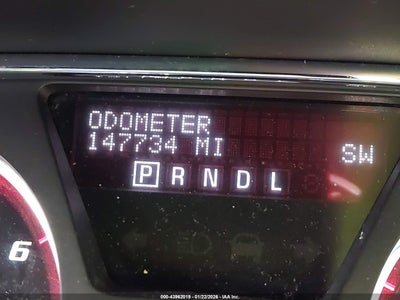 ODOMETER
147734 MI SW
P R N D L
6
000-43962019 - 01/22/2026 - IAA Inc.